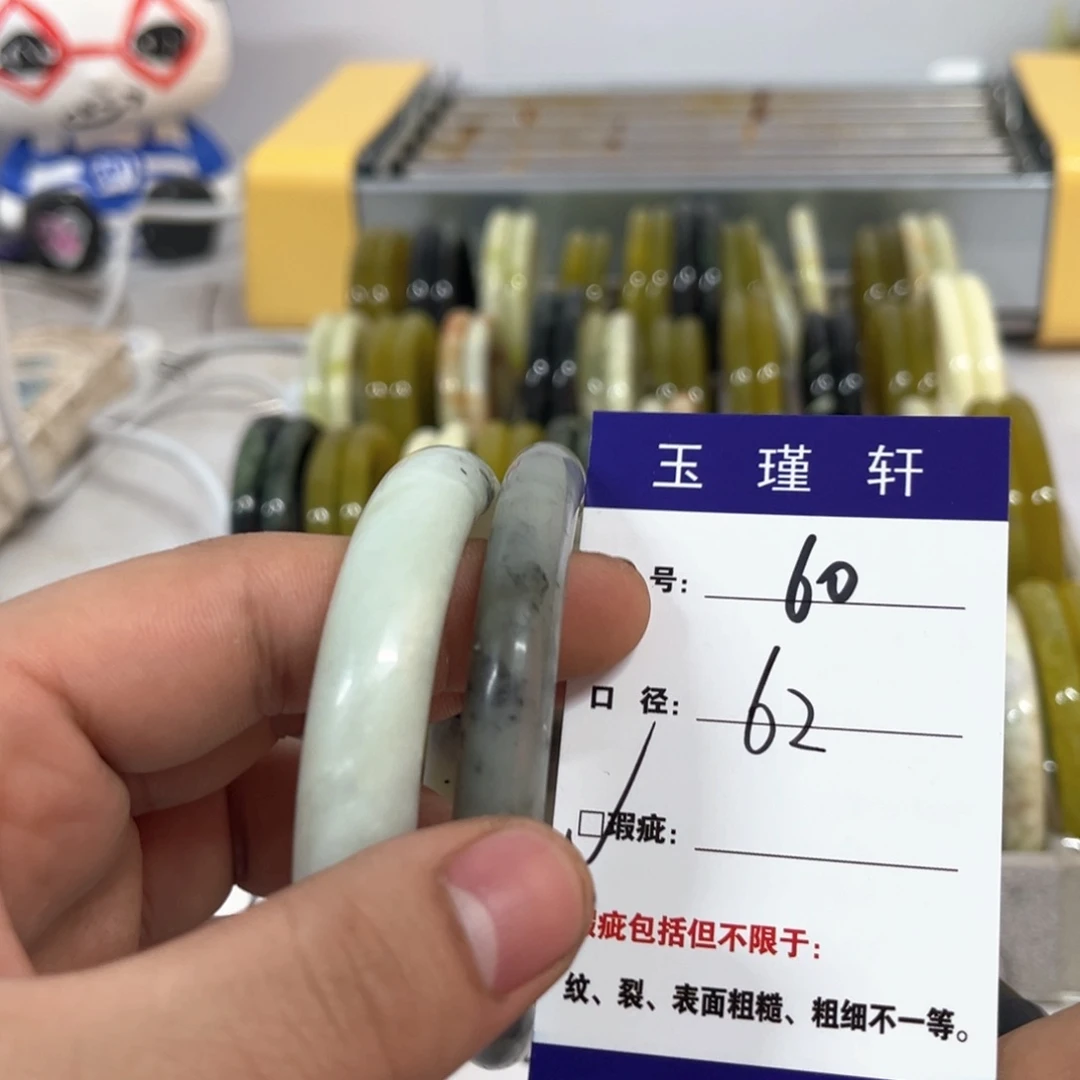 玉瑾轩
号: 60
口径: 62
□瑕疵:
瑕疵包括但不限于:
纹、裂、表面粗糙、粗细不一等。